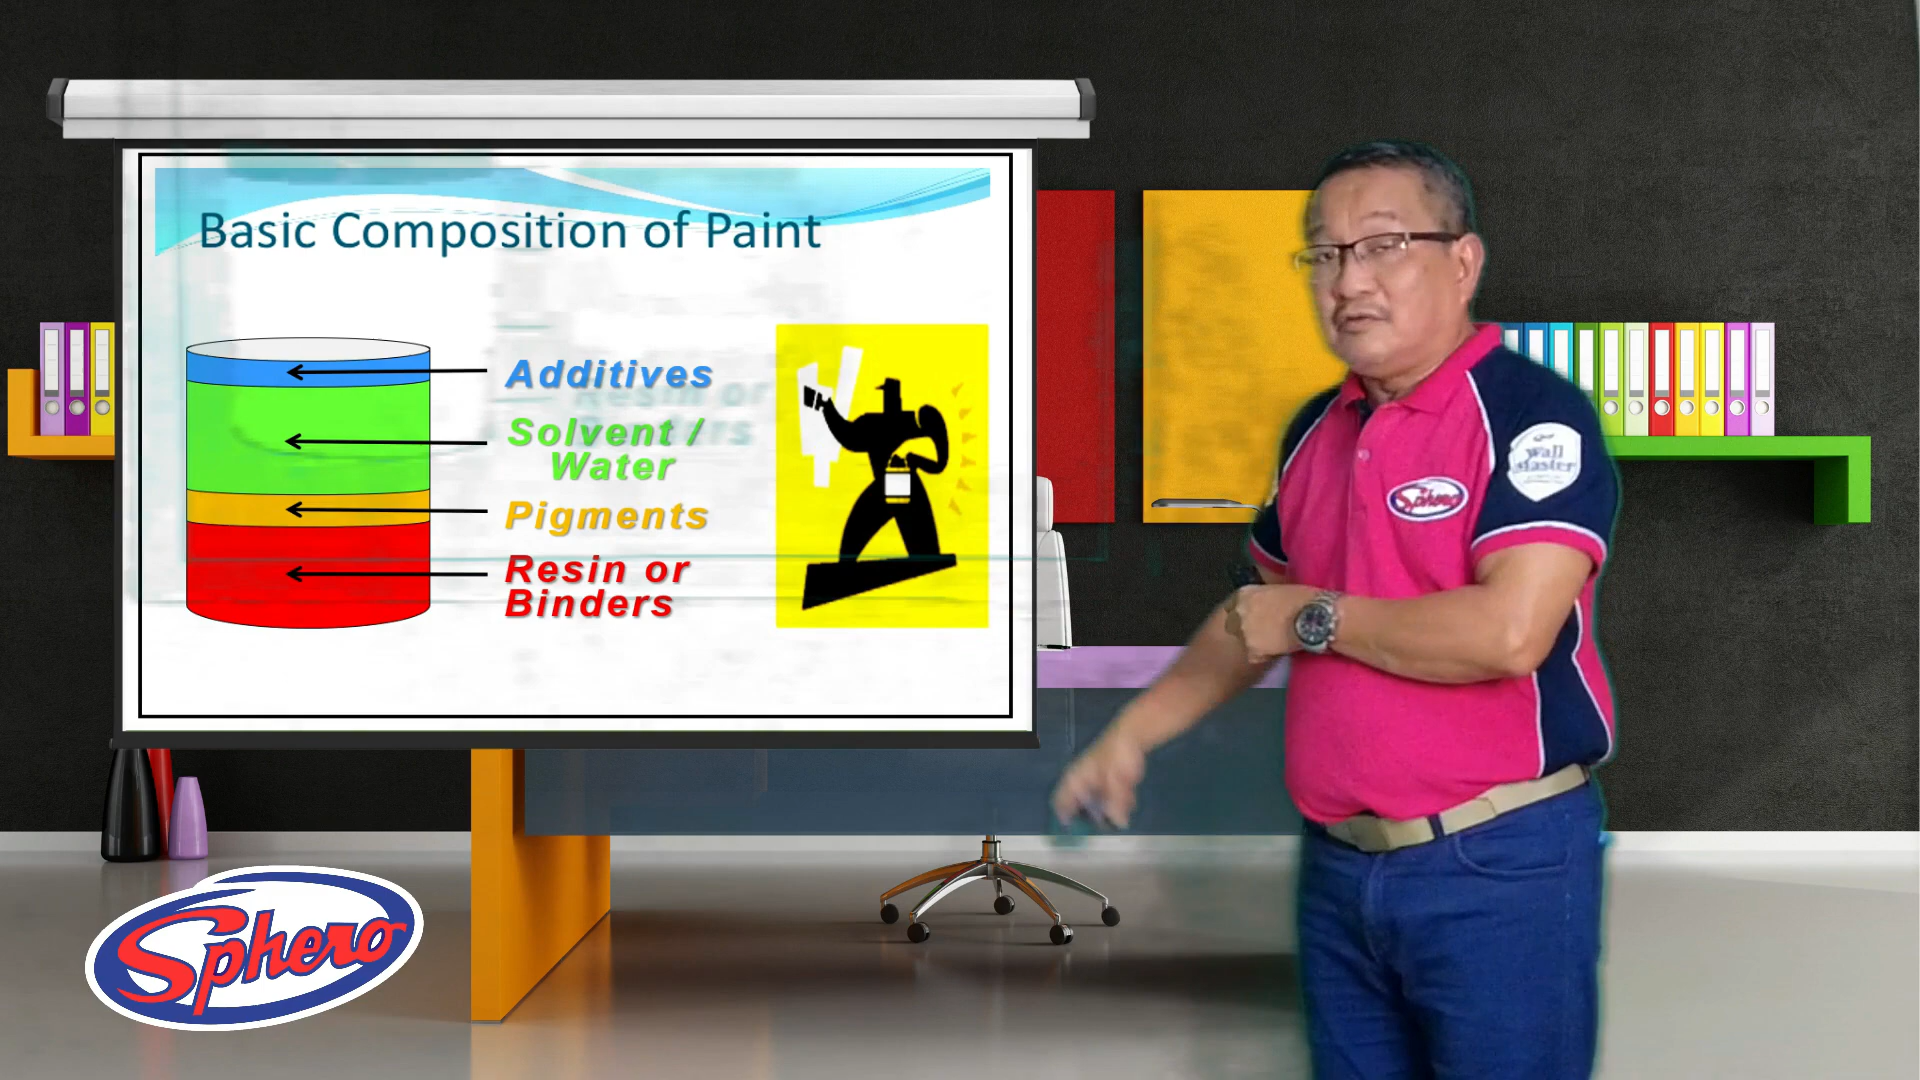 Basic Composition of Paint
Additives
Solvent /
Water
Pigments
Resin or
Binders
Sphero
Sphero
wall
Master